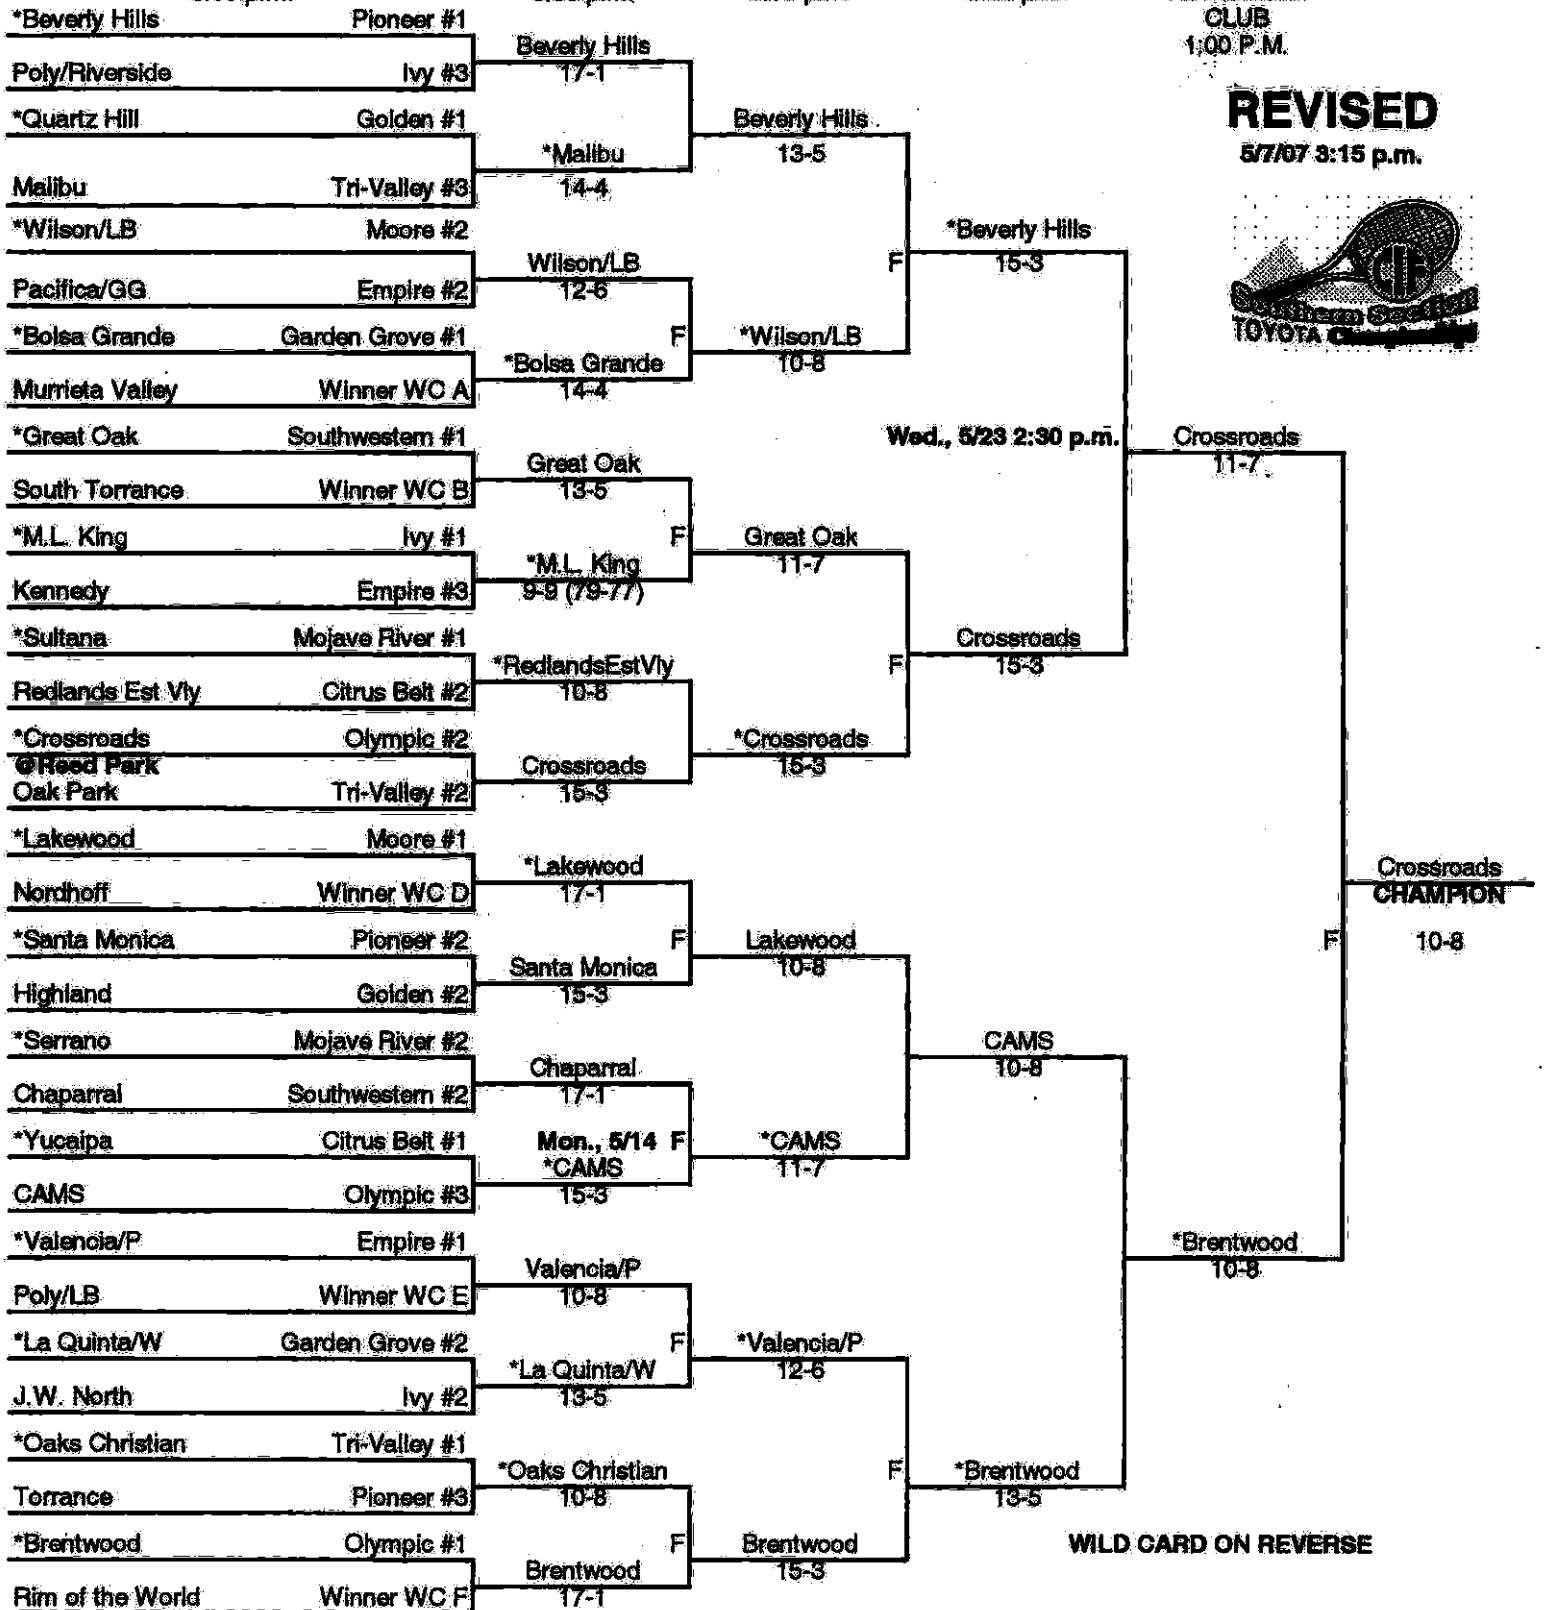 CLUB
1:00 P.M.
REVISED
5/7/07 3:15 p.m.
CIF
Southern Section
TOYOTA Championships
*Beverly Hills Pioneer #1
Poly/Riverside Ivy #3
*Quartz Hill Golden #1
Malibu Tri-Valley #3
*Wilson/LB Moore #2
Pacifica/GG Empire #2
*Bolsa Grande Garden Grove #1
Murrieta Valley Winner WC A
*Great Oak Southwestern #1
South Torrance Winner WC B
*M.L. King Ivy #1
Kennedy Empire #3
*Sultana Mojave River #1
Redlands Est Vly Citrus Belt #2
*Crossroads Olympic #2
@Reed Park
Oak Park Tri-Valley #2
*Lakewood Moore #1
Nordhoff Winner WC D
*Santa Monica Pioneer #2
Highland Golden #2
*Serrano Mojave River #2
Chaparral Southwestern #2
*Yucaipa Citrus Belt #1
CAMS Olympic #3
*Valencia/P Empire #1
Poly/LB Winner WC E
*La Quinta/W Garden Grove #2
J.W. North Ivy #2
*Oaks Christian Tri-Valley #1
Torrance Pioneer #3
*Brentwood Olympic #1
Rim of the World Winner WC F
Beverly Hills
17-1
*Malibu
14-4
Wilson/LB
12-6
F
*Bolsa Grande
14-4
Great Oak
13-5
F
*M.L. King
9-9 (79-77)
*RedlandsEstVly
10-8
Crossroads
15-3
*Lakewood
17-1
F
Santa Monica
15-3
Chaparral
17-1
Mon., 5/14 F
*CAMS
15-3
Valencia/P
10-8
F
*La Quinta/W
13-5
*Oaks Christian
10-8
F
Brentwood
17-1
Beverly Hills
13-5
F
*Wilson/LB
10-8
Great Oak
11-7
F
*Crossroads
15-3
Lakewood
10-8
*CAMS
11-7
*Valencia/P
12-6
F
Brentwood
15-3
*Beverly Hills
15-3
Wed., 5/23 2:30 p.m.
Crossroads
15-3
CAMS
10-8
*Brentwood
13-5
Crossroads
11-7
F
*Brentwood
10-8
Crossroads
CHAMPION
10-8
WILD CARD ON REVERSE